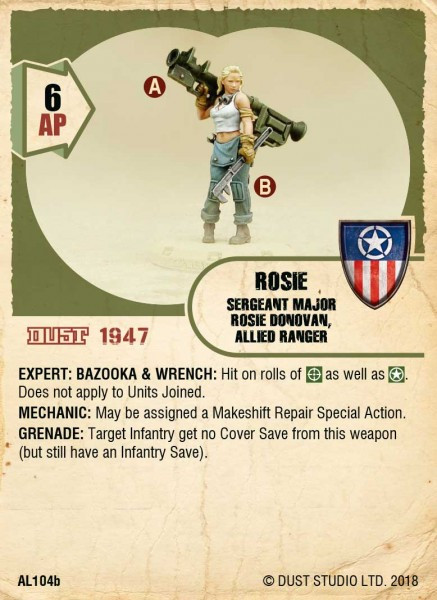 6
AP
A
B
ROSIE
SERGEANT MAJOR
ROSIE DONOVAN,
ALLIED RANGER
DUST 1947
EXPERT: BAZOOKA & WRENCH: Hit on rolls of as well as .
Does not apply to Units Joined.
MECHANIC: May be assigned a Makeshift Repair Special Action.
GRENADE: Target Infantry get no Cover Save from this weapon
(but still have an Infantry Save).
AL104b
© DUST STUDIO LTD. 2018